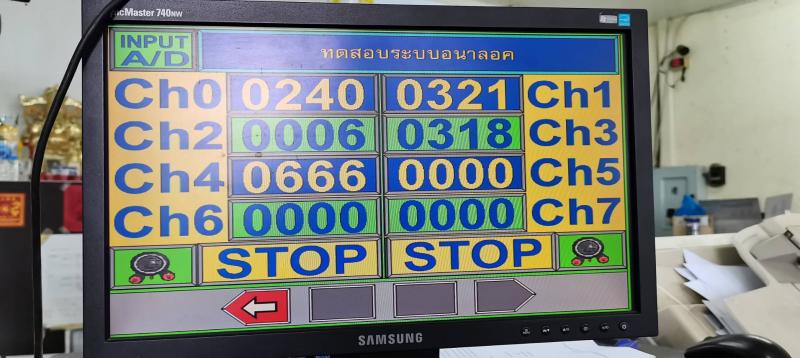 ncMaster 740NW
INPUT A/D
ทดสอบระบบอนาลอค
Ch0 0240 0321 Ch1
Ch2 0006 0318 Ch3
Ch4 0666 0000 Ch5
Ch6 0000 0000 Ch7
STOP STOP
SAMSUNG